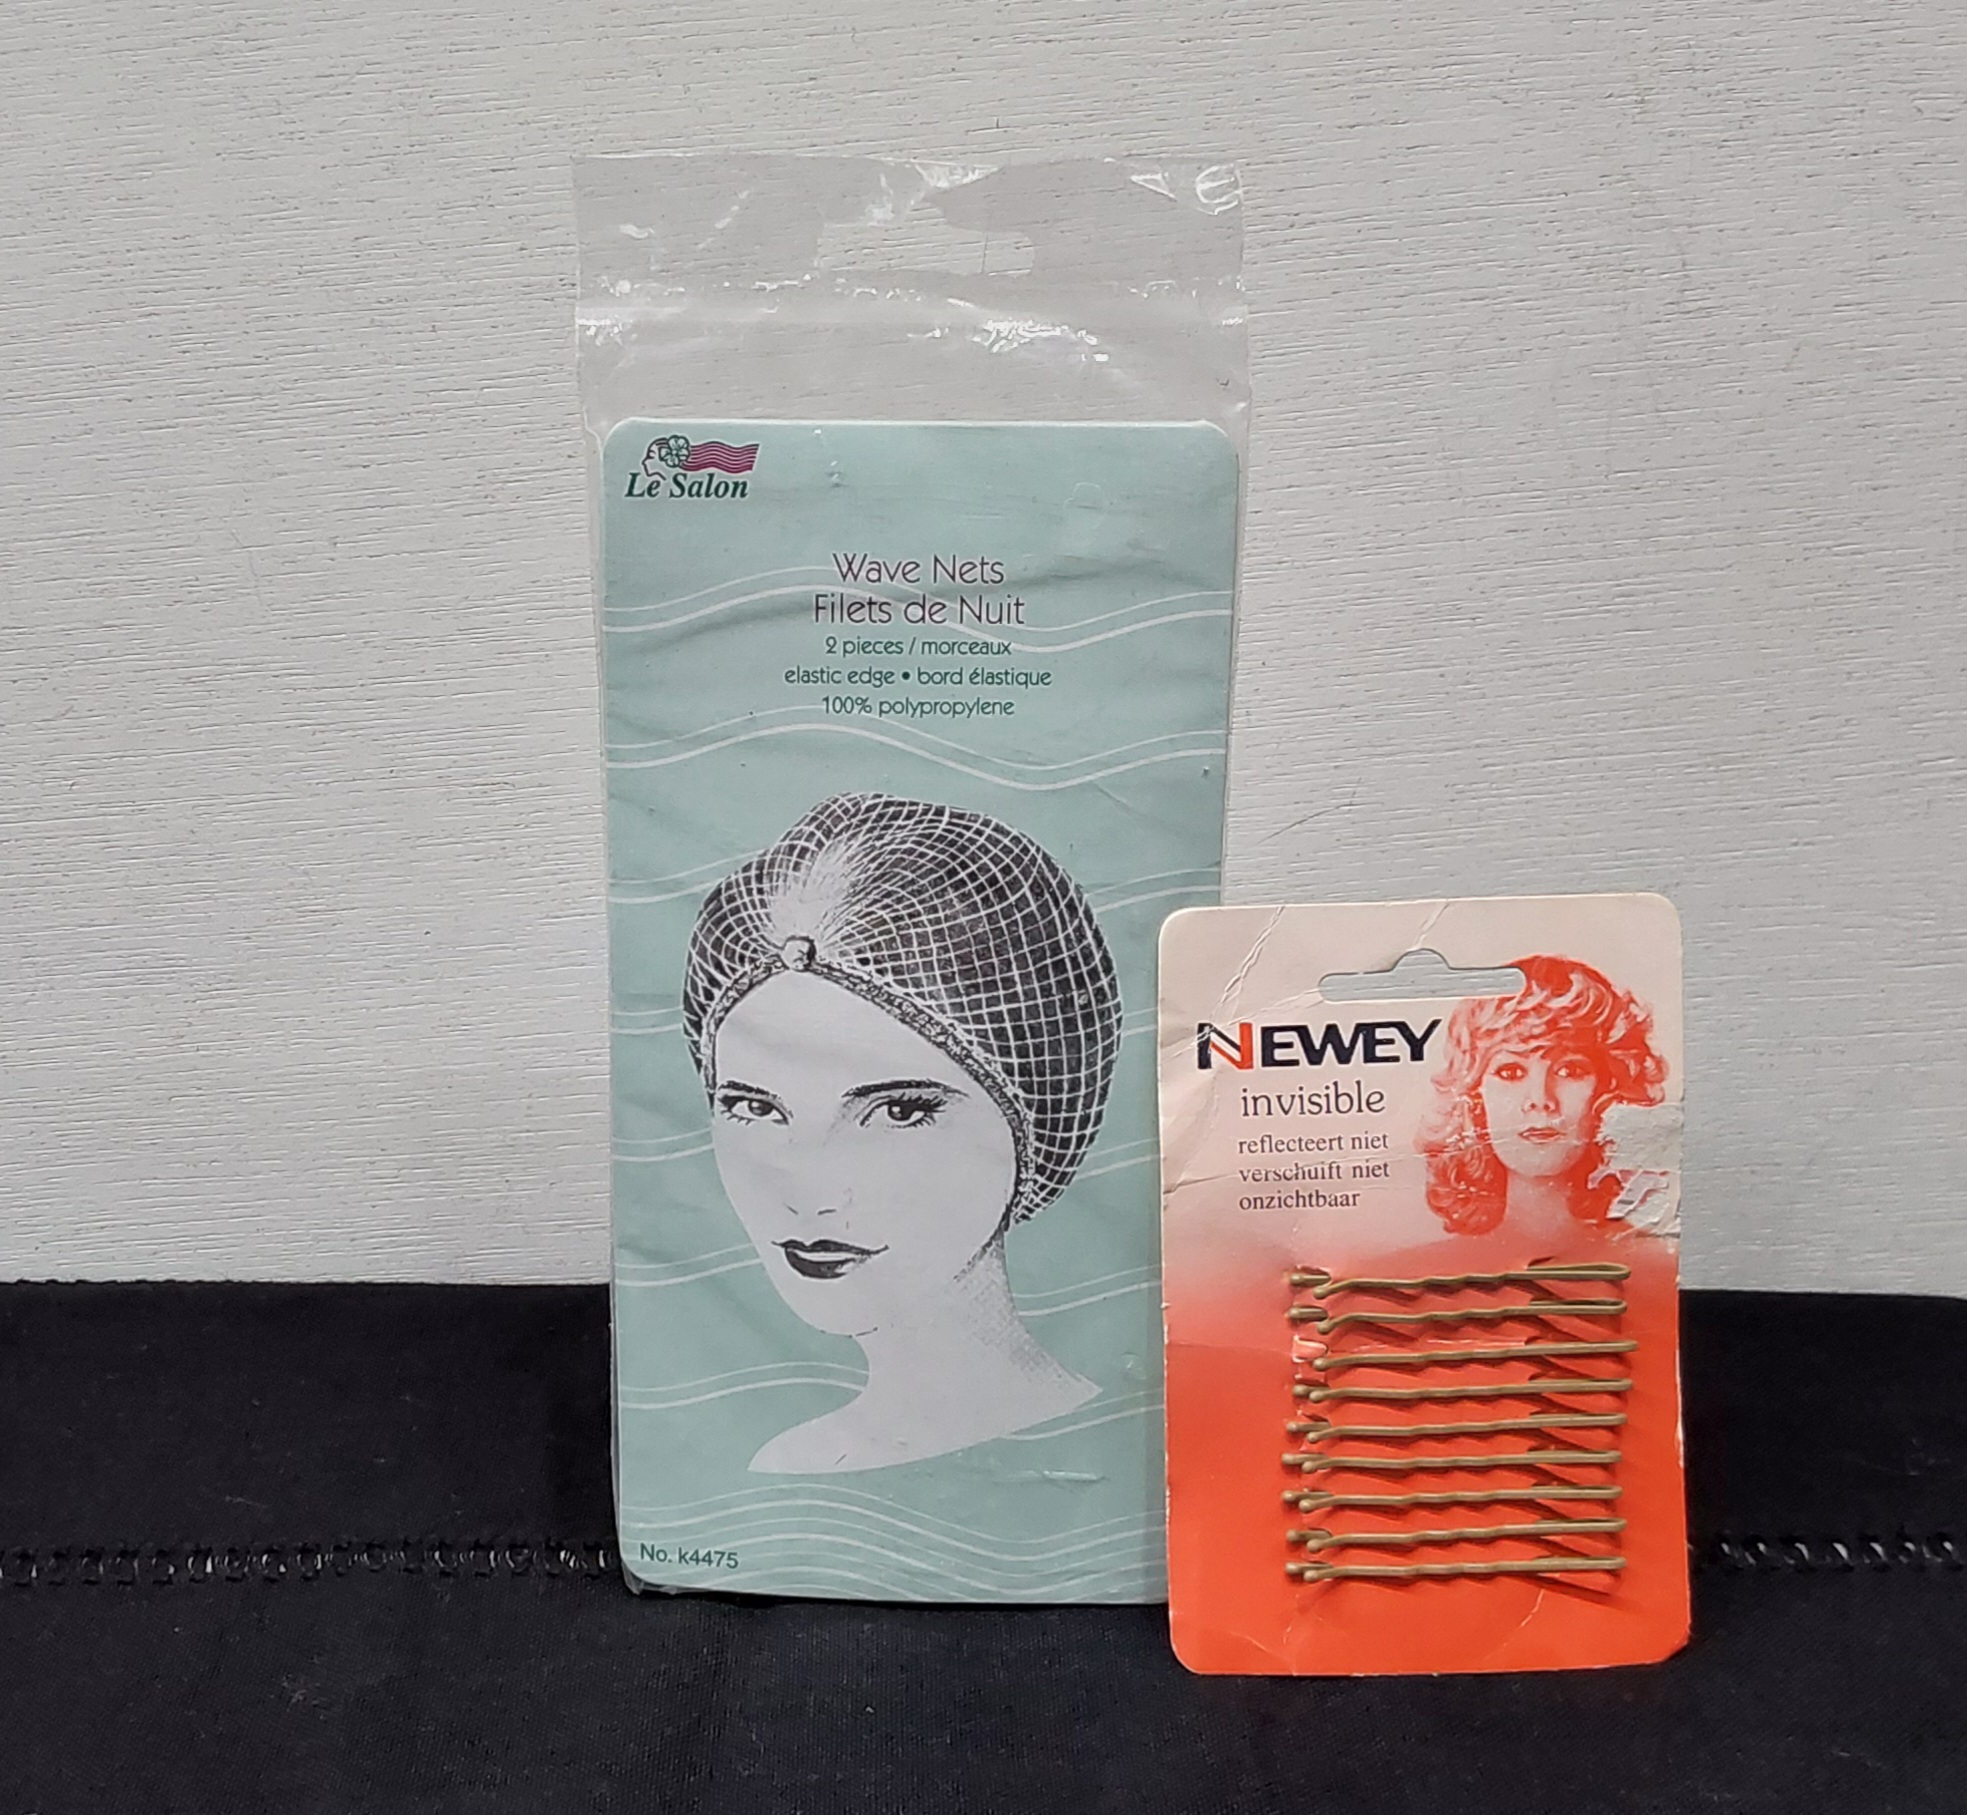 Le Salon
Wave Nets
Filets de Nuit
2 pieces / morceaux
elastic edge • bord élastique
100% polypropylene
No. k4475
NEWEY
invisible
reflecteert niet
verschuift niet
onzichtbaar